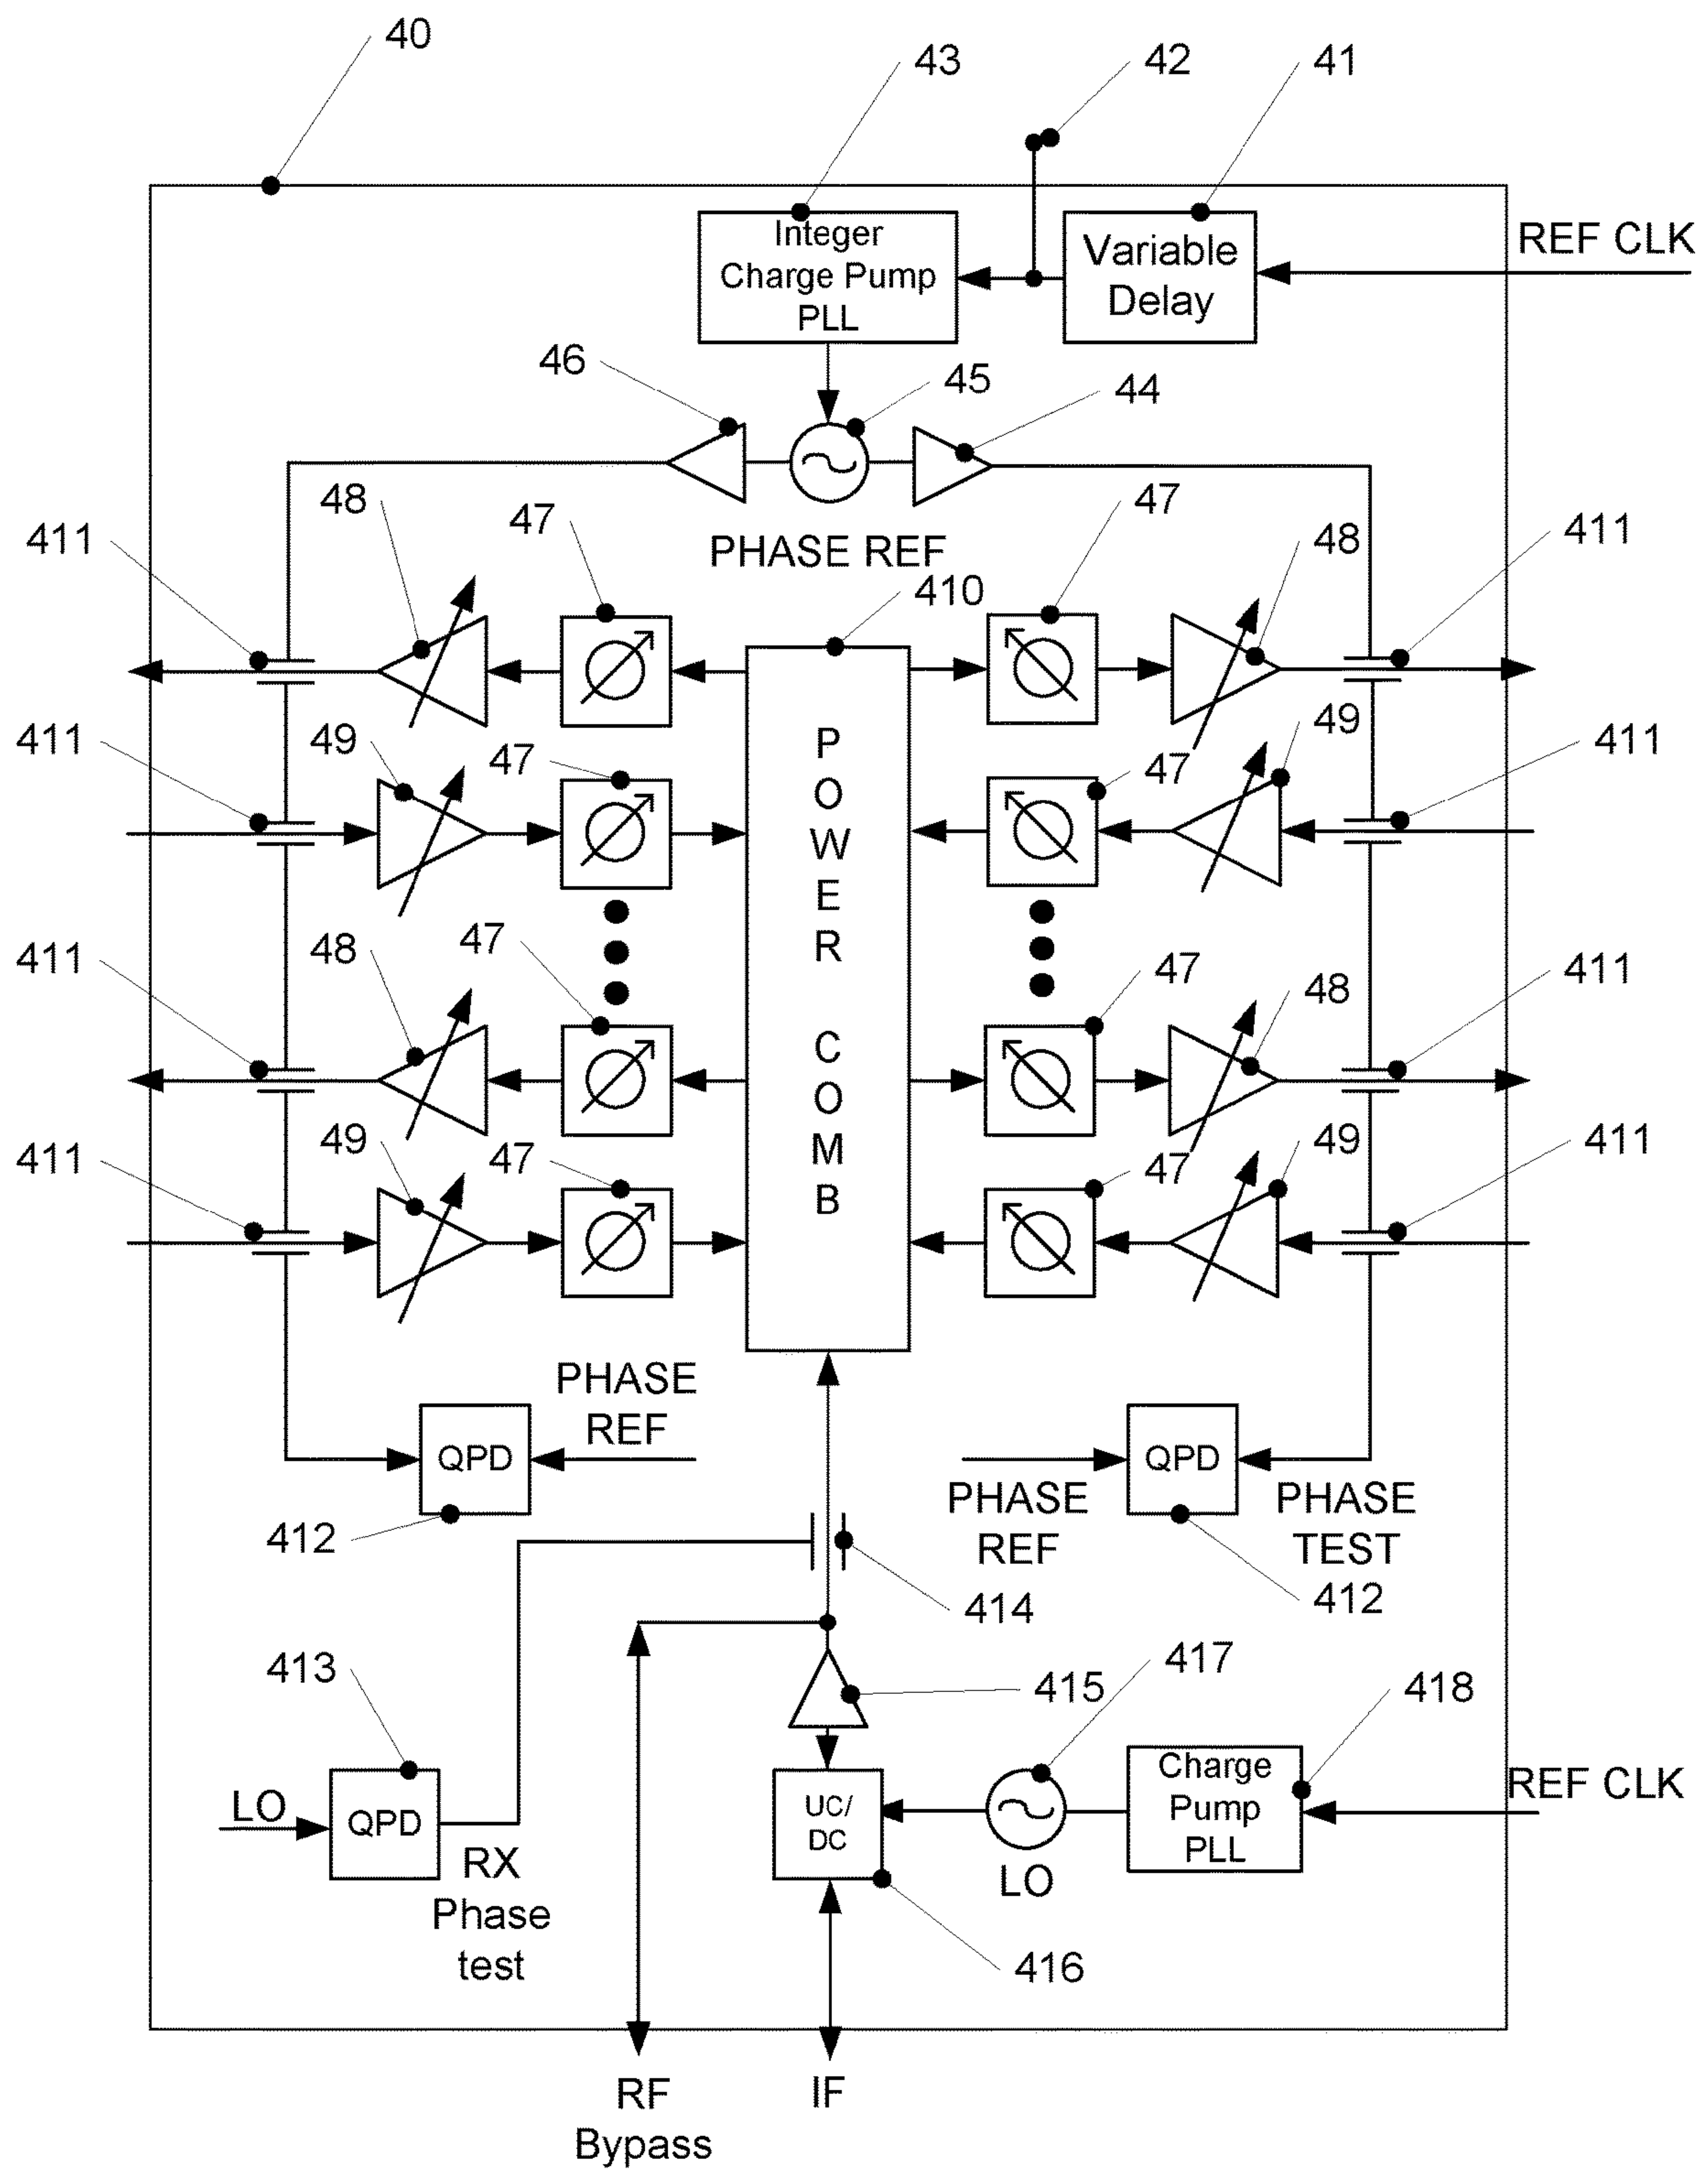 40
43
42
41
Integer
Charge Pump
PLL
Variable
Delay
REF CLK
46
45
44
48
47
47
48
411
411
PHASE REF
410
411
49
47
47
49
411
P
O
W
E
R
C
O
M
B
411
48
47
47
48
411
411
49
47
47
49
411
PHASE
REF
QPD
QPD
412
PHASE
REF
PHASE
TEST
412
414
413
417
415
418
LO
QPD
UC/
DC
Charge
Pump
PLL
REF CLK
RX
Phase
test
LO
416
RF
Bypass
IF